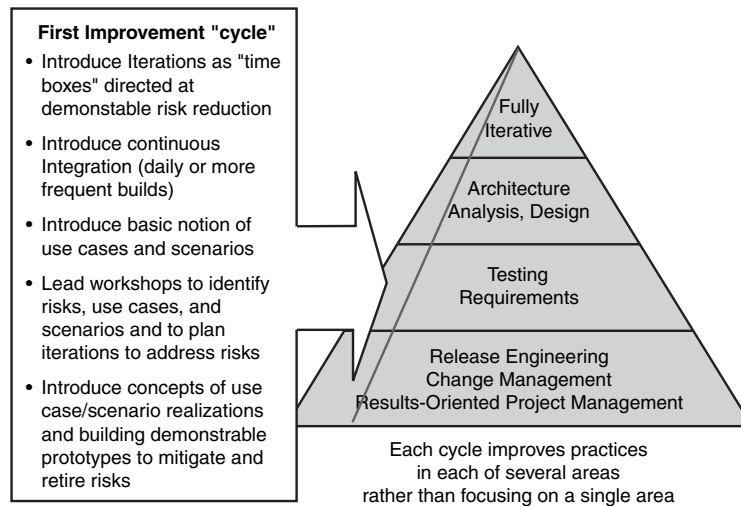 First Improvement "cycle"
• Introduce Iterations as "time
boxes" directed at
demonstable risk reduction
• Introduce continuous
Integration (daily or more
frequent builds)
• Introduce basic notion of
use cases and scenarios
• Lead workshops to identify
risks, use cases, and
scenarios and to plan
iterations to address risks
• Introduce concepts of use
case/scenario realizations
and building demonstrable
prototypes to mitigate and
retire risks
Fully
Iterative
Architecture
Analysis, Design
Testing
Requirements
Release Engineering
Change Management
Results-Oriented Project Management
Each cycle improves practices
in each of several areas
rather than focusing on a single area